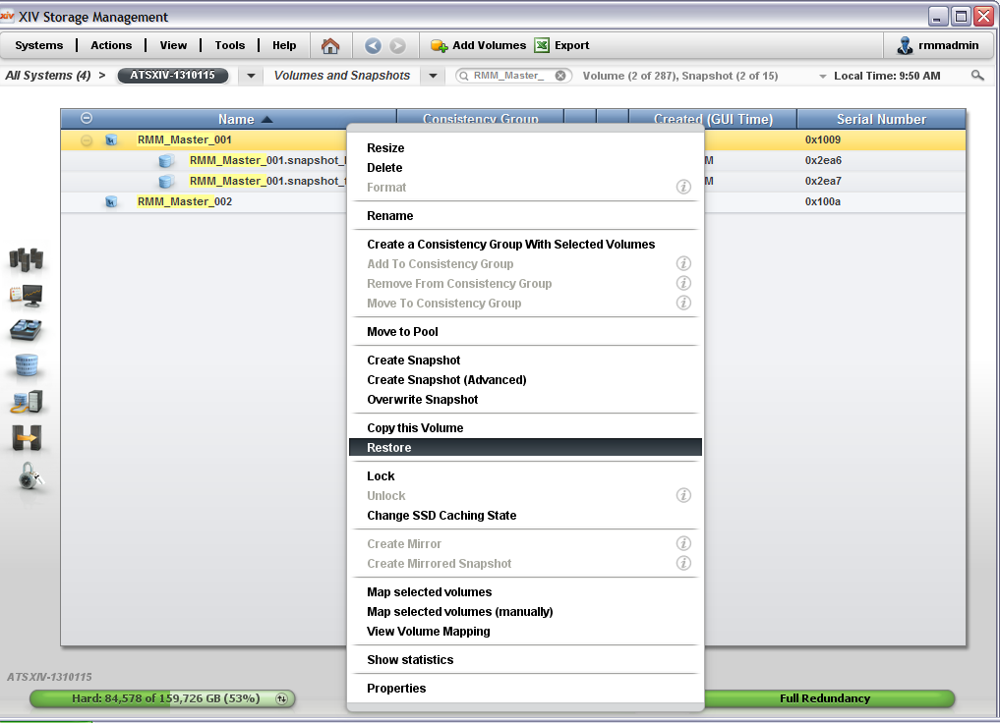 XIV XIV Storage Management
Systems Actions View Tools Help Add Volumes Export rmmadmin
All Systems (4) > ATSXIV-1310115 Volumes and Snapshots RMM_Master_ Volume (2 of 287), Snapshot (2 of 15) Local Time: 9:50 AM
Name Consistency Group Created (GUI Time) Serial Number
RMM_Master_001 0x1009
RMM_Master_001.snapshot_ M 0x2ea6
RMM_Master_001.snapshot_ M 0x2ea7
RMM_Master_002 0x100a
Resize
Delete
Format
Rename
Create a Consistency Group With Selected Volumes
Add To Consistency Group
Remove From Consistency Group
Move To Consistency Group
Move to Pool
Create Snapshot
Create Snapshot (Advanced)
Overwrite Snapshot
Copy this Volume
Restore
Lock
Unlock
Change SSD Caching State
Create Mirror
Create Mirrored Snapshot
Map selected volumes
Map selected volumes (manually)
View Volume Mapping
Show statistics
Properties
ATSXIV-1310115
Hard: 84,578 of 159,726 GB (53%) Full Redundancy